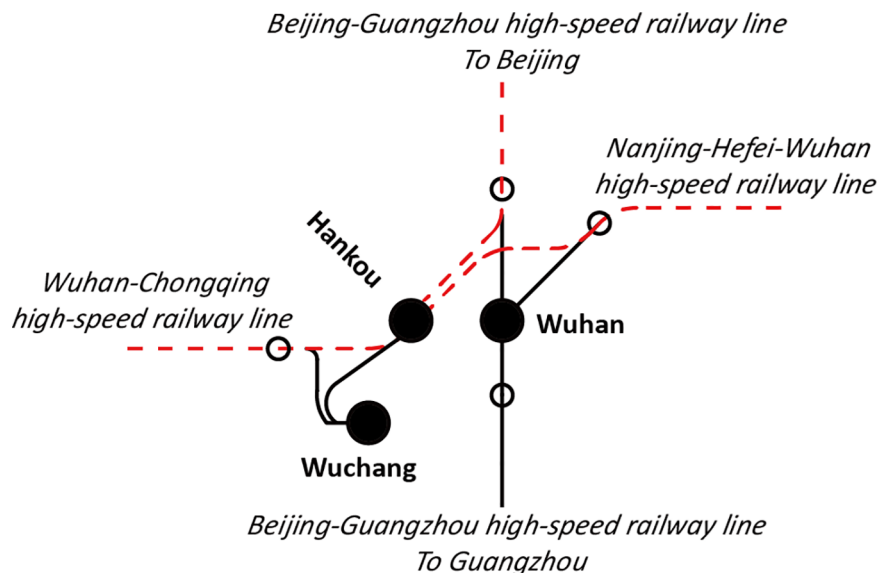 Beijing-Guangzhou high-speed railway line
To Beijing
Nanjing-Hefei-Wuhan
high-speed railway line
Hankou
Wuhan-Chongqing
high-speed railway line
Wuhan
Wuchang
Beijing-Guangzhou high-speed railway line
To Guangzhou